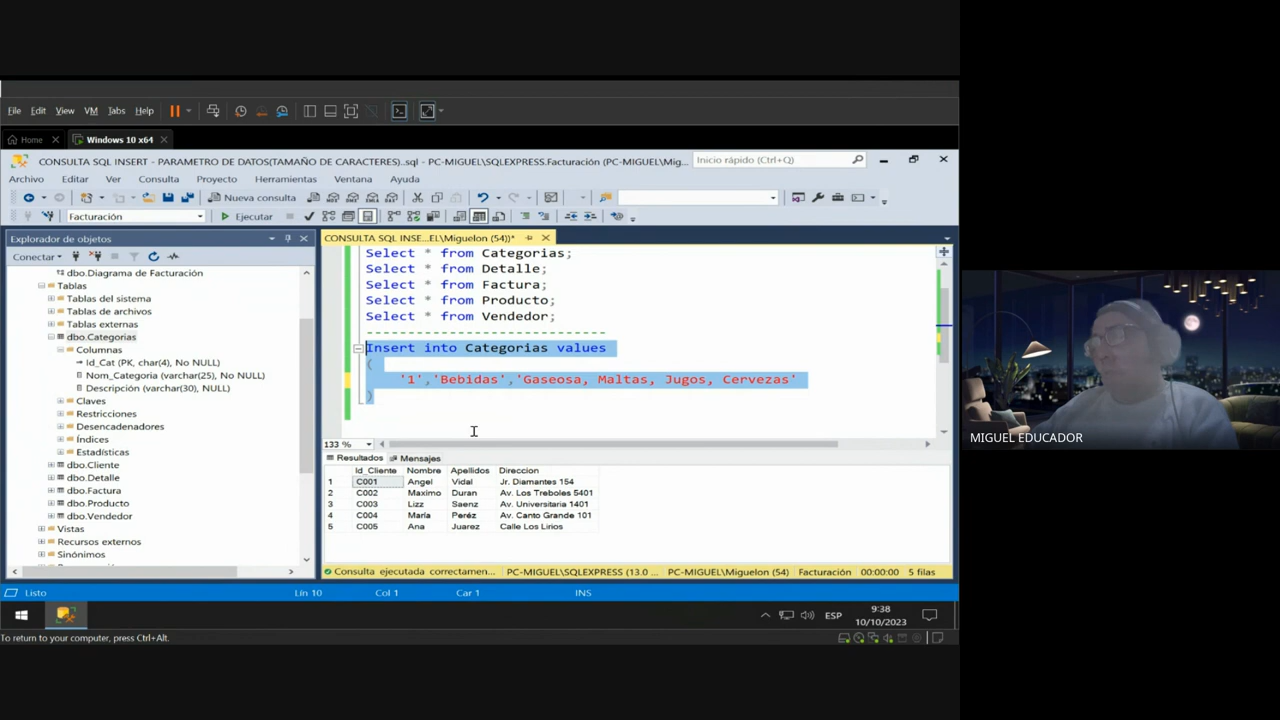 File Edit View VM Tabs Help
Home Windows 10 x64
CONSULTA SQL INSERT - PARAMETRO DE DATOS(TAMAÑO DE CARACTERES)..sql - PC-MIGUEL\SQLEXPRESS.Facturación (PC-MIGUEL\Mig...
Inicio rápido (Ctrl+Q)
Archivo Editar Ver Consulta Proyecto Herramientas Ventana Ayuda
Nueva consulta
Facturación Ejecutar
Explorador de objetos
Conectar
dbo.Diagrama de Facturación
Tablas
Tablas del sistema
Tablas de archivos
Tablas externas
dbo.Categorias
Columnas
Id_Cat (PK, char(4), No NULL)
Nom_Categoria (varchar(25), No NULL)
Descripción (varchar(30), NULL)
Claves
Restricciones
Desencadenadores
Índices
Estadísticas
dbo.Cliente
dbo.Detalle
dbo.Factura
dbo.Producto
dbo.Vendedor
Vistas
Recursos externos
Sinónimos
CONSULTA SQL INSE...EL\Miguelon (54))*
Select * from Categorias;
Select * from Detalle;
Select * from Factura;
Select * from Producto;
Select * from Vendedor;
-----------------------------
Insert into Categorias values
(
'1','Bebidas','Gaseosa, Maltas, Jugos, Cervezas'
)
133 %
Resultados Mensajes
Id_Cliente Nombre Apellidos Direccion
1 C001 Angel Vidal Jr. Diamantes 154
2 C002 Maximo Duran Av. Los Treboles 5401
3 C003 Lizz Saenz Av. Universitaria 1401
4 C004 María Peréz Av. Canto Grande 101
5 C005 Ana Juarez Calle Los Lirios
Consulta ejecutada correctamen... PC-MIGUEL\SQLEXPRESS (13.0 ... PC-MIGUEL\Miguelon (54) Facturación 00:00:00 5 filas
Listo Lín 10 Col 1 Car 1 INS
ESP 9:38
10/10/2023
To return to your computer, press Ctrl+Alt.
MIGUEL EDUCADOR